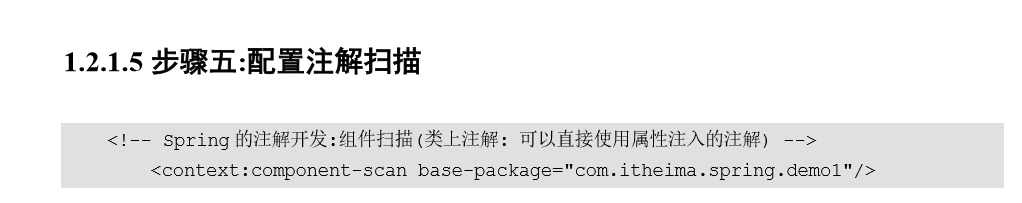 1.2.1.5 步骤五:配置注解扫描
<!-- Spring 的注解开发:组件扫描(类上注解: 可以直接使用属性注入的注解) -->
<context:component-scan base-package="com.itheima.spring.demo1"/>